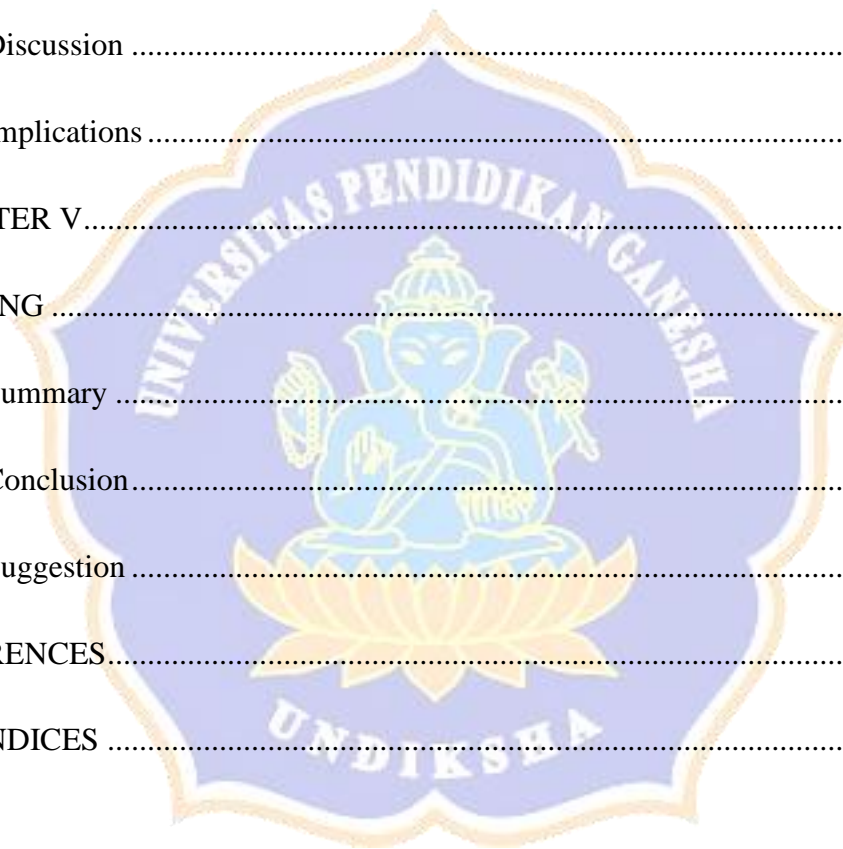 Discussion ........................................................................................
mplications ......................................................................................
TER V..............................................................................................
UNIVERSITAS PENDIDIKAN GANESHA
NG ..................................................................................................
ummary ..........................................................................................
Conclusion........................................................................................
uggestion ........................................................................................
RENCES...........................................................................................
UNDIKSHA
NDICES ...........................................................................................